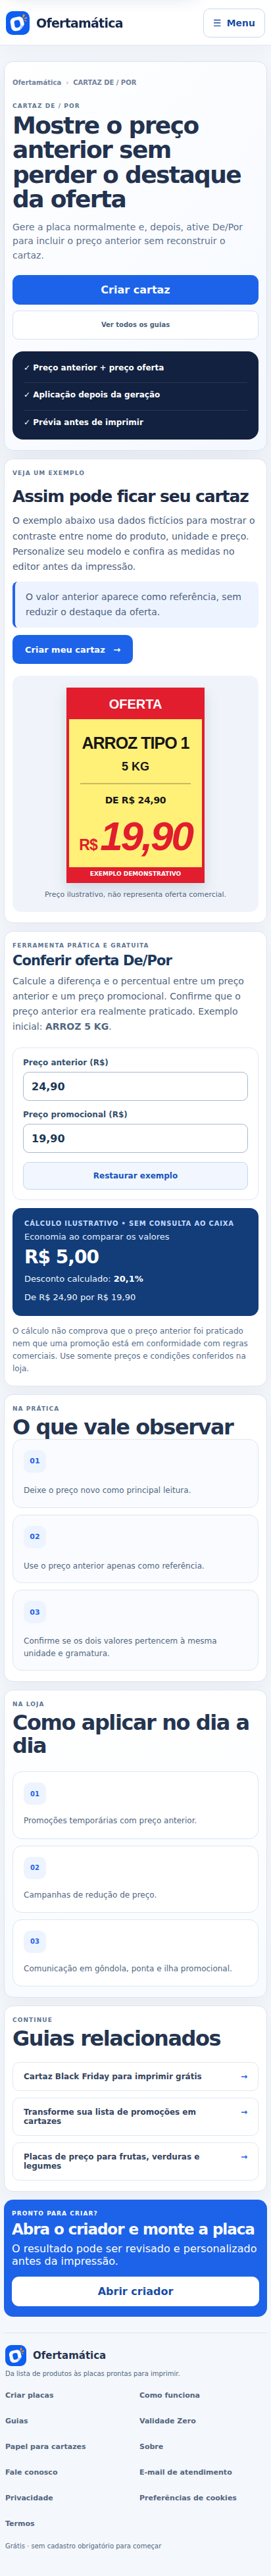 Ofertamática
☰ Menu
Ofertamática › CARTAZ DE / POR
CARTAZ DE / POR
Mostre o preço
anterior sem
perder o destaque
da oferta
Gere a placa normalmente e, depois, ative De/Por
para incluir o preço anterior sem reconstruir o
cartaz.
Criar cartaz
Ver todos os guias
✓ Preço anterior + preço oferta
✓ Aplicação depois da geração
✓ Prévia antes de imprimir
VEJA UM EXEMPLO
Assim pode ficar seu cartaz
O exemplo abaixo usa dados fictícios para mostrar o
contraste entre nome do produto, unidade e preço.
Personalize seu modelo e confira as medidas no
editor antes da impressão.
O valor anterior aparece como referência, sem
reduzir o destaque da oferta.
Criar meu cartaz →
OFERTA
ARROZ TIPO 1
5 KG
DE R$ 24,90
R$ 19,90
EXEMPLO DEMONSTRATIVO
Preço ilustrativo, não representa oferta comercial.
FERRAMENTA PRÁTICA E GRATUITA
Conferir oferta De/Por
Calcule a diferença e o percentual entre um preço
anterior e um preço promocional. Confirme que o
preço anterior era realmente praticado. Exemplo
inicial: ARROZ 5 KG.
Preço anterior (R$)
24,90
Preço promocional (R$)
19,90
Restaurar exemplo
CÁLCULO ILUSTRATIVO • SEM CONSULTA AO CAIXA
Economia ao comparar os valores
R$ 5,00
Desconto calculado: 20,1%
De R$ 24,90 por R$ 19,90
O cálculo não comprova que o preço anterior foi praticado
nem que uma promoção está em conformidade com regras
comerciais. Use somente preços e condições conferidos na
loja.
NA PRÁTICA
O que vale observar
01
Deixe o preço novo como principal leitura.
02
Use o preço anterior apenas como referência.
03
Confirme se os dois valores pertencem à mesma
unidade e gramatura.
NA LOJA
Como aplicar no dia a
dia
01
Promoções temporárias com preço anterior.
02
Campanhas de redução de preço.
03
Comunicação em gôndola, ponta e ilha promocional.
CONTINUE
Guias relacionados
Cartaz Black Friday para imprimir grátis →
Transforme sua lista de promoções em
cartazes →
Placas de preço para frutas, verduras e
legumes →
PRONTO PARA CRIAR?
Abra o criador e monte a placa
O resultado pode ser revisado e personalizado
antes da impressão.
Abrir criador
Ofertamática
Da lista de produtos às placas prontas para imprimir.
Criar placas
Como funciona
Guias
Validade Zero
Papel para cartazes
Sobre
Fale conosco
E-mail de atendimento
Privacidade
Preferências de cookies
Termos
Grátis · sem cadastro obrigatório para começar